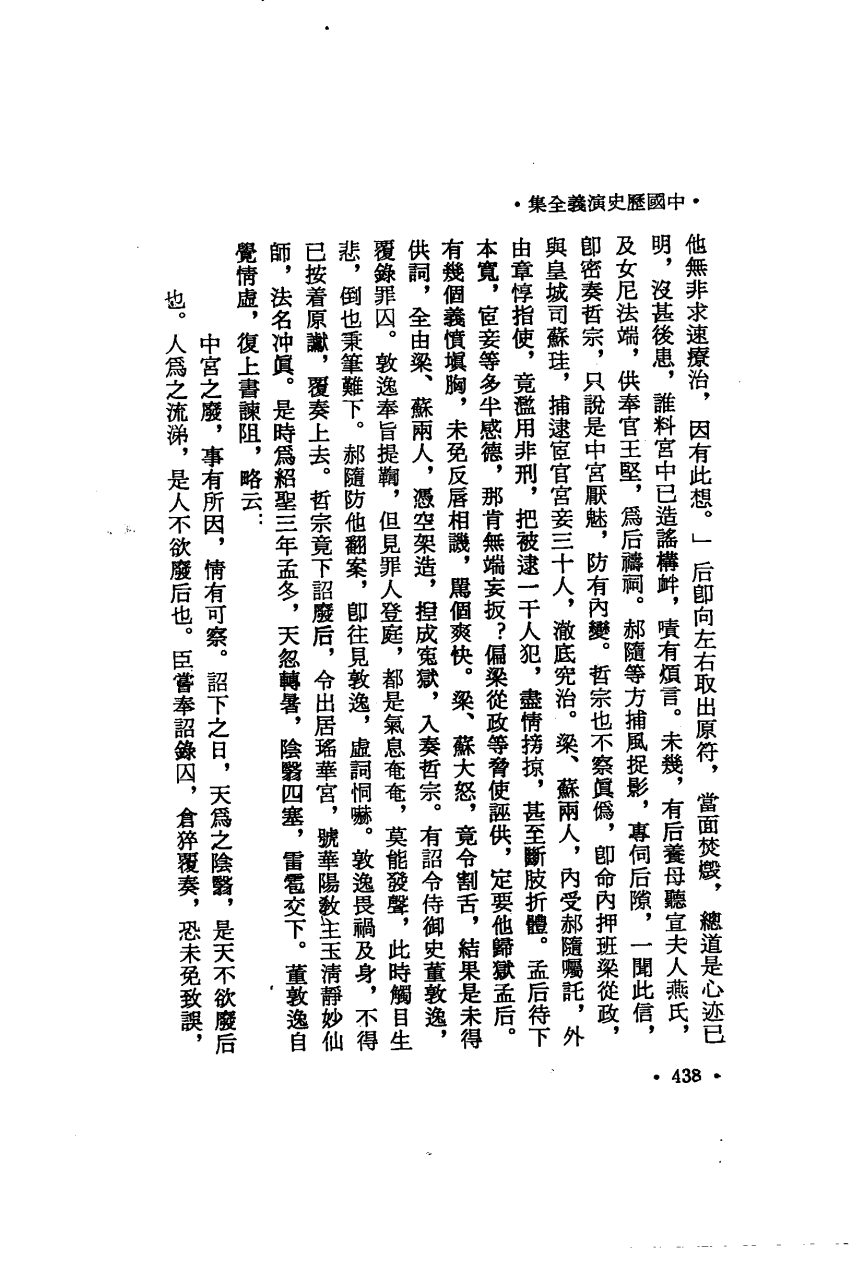 •中國歷史演義全集•
他無非求速療治，因有此想。」后卽向左右取出原符，當面焚燬，總道是心迹已
明，沒甚後患，誰料宮中已造謠構衅，嘖有煩言。未幾，有后養母聽宣夫人燕氏，
及女尼法端，供奉官王堅，爲后禱祠。郝隨等方捕風捉影，專伺后隙，一聞此信，
卽密奏哲宗，只說是中宮厭魅，防有內變。哲宗也不察眞僞，卽命內押班梁從政，
與皇城司蘇珪，捕逮宦官宮妾三十人，澈底究治。梁、蘇兩人，內受郝隨囑託，外
由章惇指使，竟濫用非刑，把被逮一干人犯，盡情搒掠，甚至斷肢折體。孟后待下
本寬，宦妾等多半感德，那肯無端妄扳？偏梁從政等脅使誣供，定要他歸獄孟后。
有幾個義憤塡胸，未免反唇相譏，駡個爽快。梁、蘇大怒，竟令割舌，結果是未得
供詞，全由梁、蘇兩人，憑空架造，揑成寃獄，入奏哲宗。有詔令侍御史董敦逸，
覆錄罪囚。敦逸奉旨提鞫，但見罪人登庭，都是氣息奄奄，莫能發聲，此時觸目生
悲，倒也秉筆難下。郝隨防他翻案，卽往見敦逸，虛詞恫嚇。敦逸畏禍及身，不得
已按着原讞，覆奏上去。哲宗竟下詔廢后，令出居瑤華宮，號華陽教主玉淸靜妙仙
師，法名冲眞。是時爲紹聖三年孟冬，天忽轉暑，陰翳四塞，雷雹交下。董敦逸自
覺情虛，復上書諫阻，略云：
中宮之廢，事有所因，情有可察。詔下之日，天爲之陰翳，是天不欲廢后
也。人爲之流涕，是人不欲廢后也。臣嘗奉詔錄囚，倉猝覆奏，恐未免致誤，
•438•